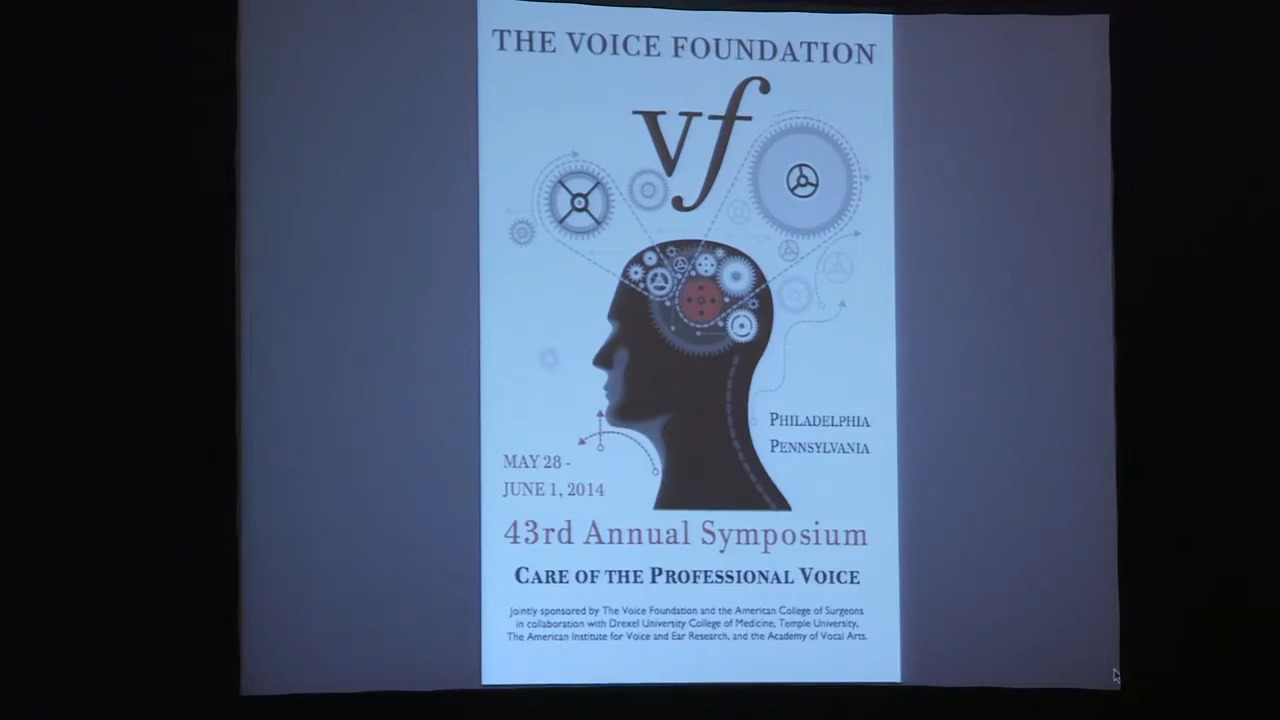 THE VOICE FOUNDATION
vf
PHILADELPHIA
PENNSYLVANIA
MAY 28 -
JUNE 1, 2014
43rd Annual Symposium
CARE OF THE PROFESSIONAL VOICE
Jointly sponsored by The Voice Foundation and the American College of Surgeons
in collaboration with Drexel University College of Medicine, Temple University,
The American Institute for Voice and Ear Research, and the Academy of Vocal Arts.